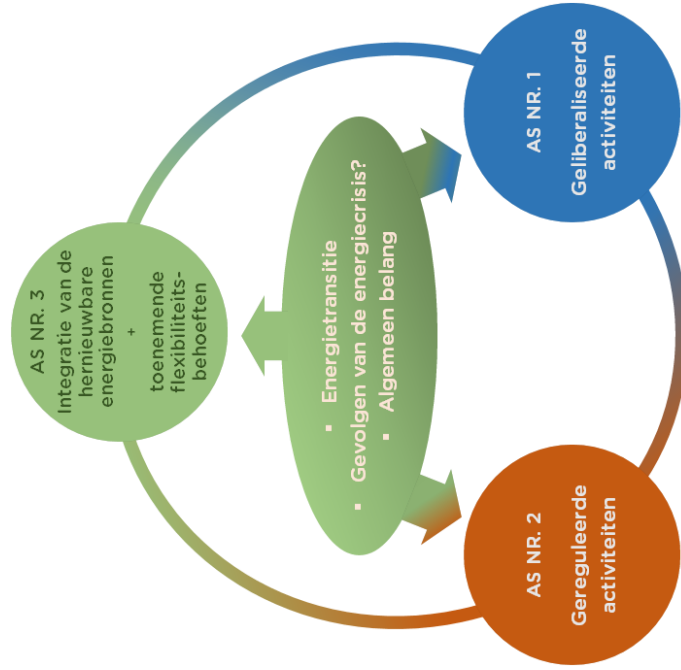 AS NR. 3
Integratie van de
hernieuwbare
energiebronnen
+
toenemende
flexibiliteits-
behoeften
▪ Energietransitie
▪ Gevolgen van de energiecrisis?
▪ Algemeen belang
AS NR. 2
Gereguleerde
activiteiten
AS NR. 1
Geliberaliseerde
activiteiten